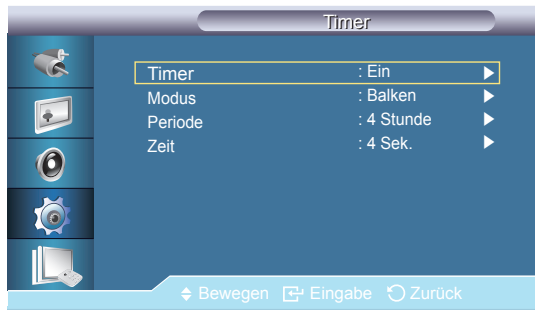 Timer
Timer : Ein
Modus : Balken
Periode : 4 Stunde
Zeit : 4 Sek.
Bewegen Eingabe Zurück